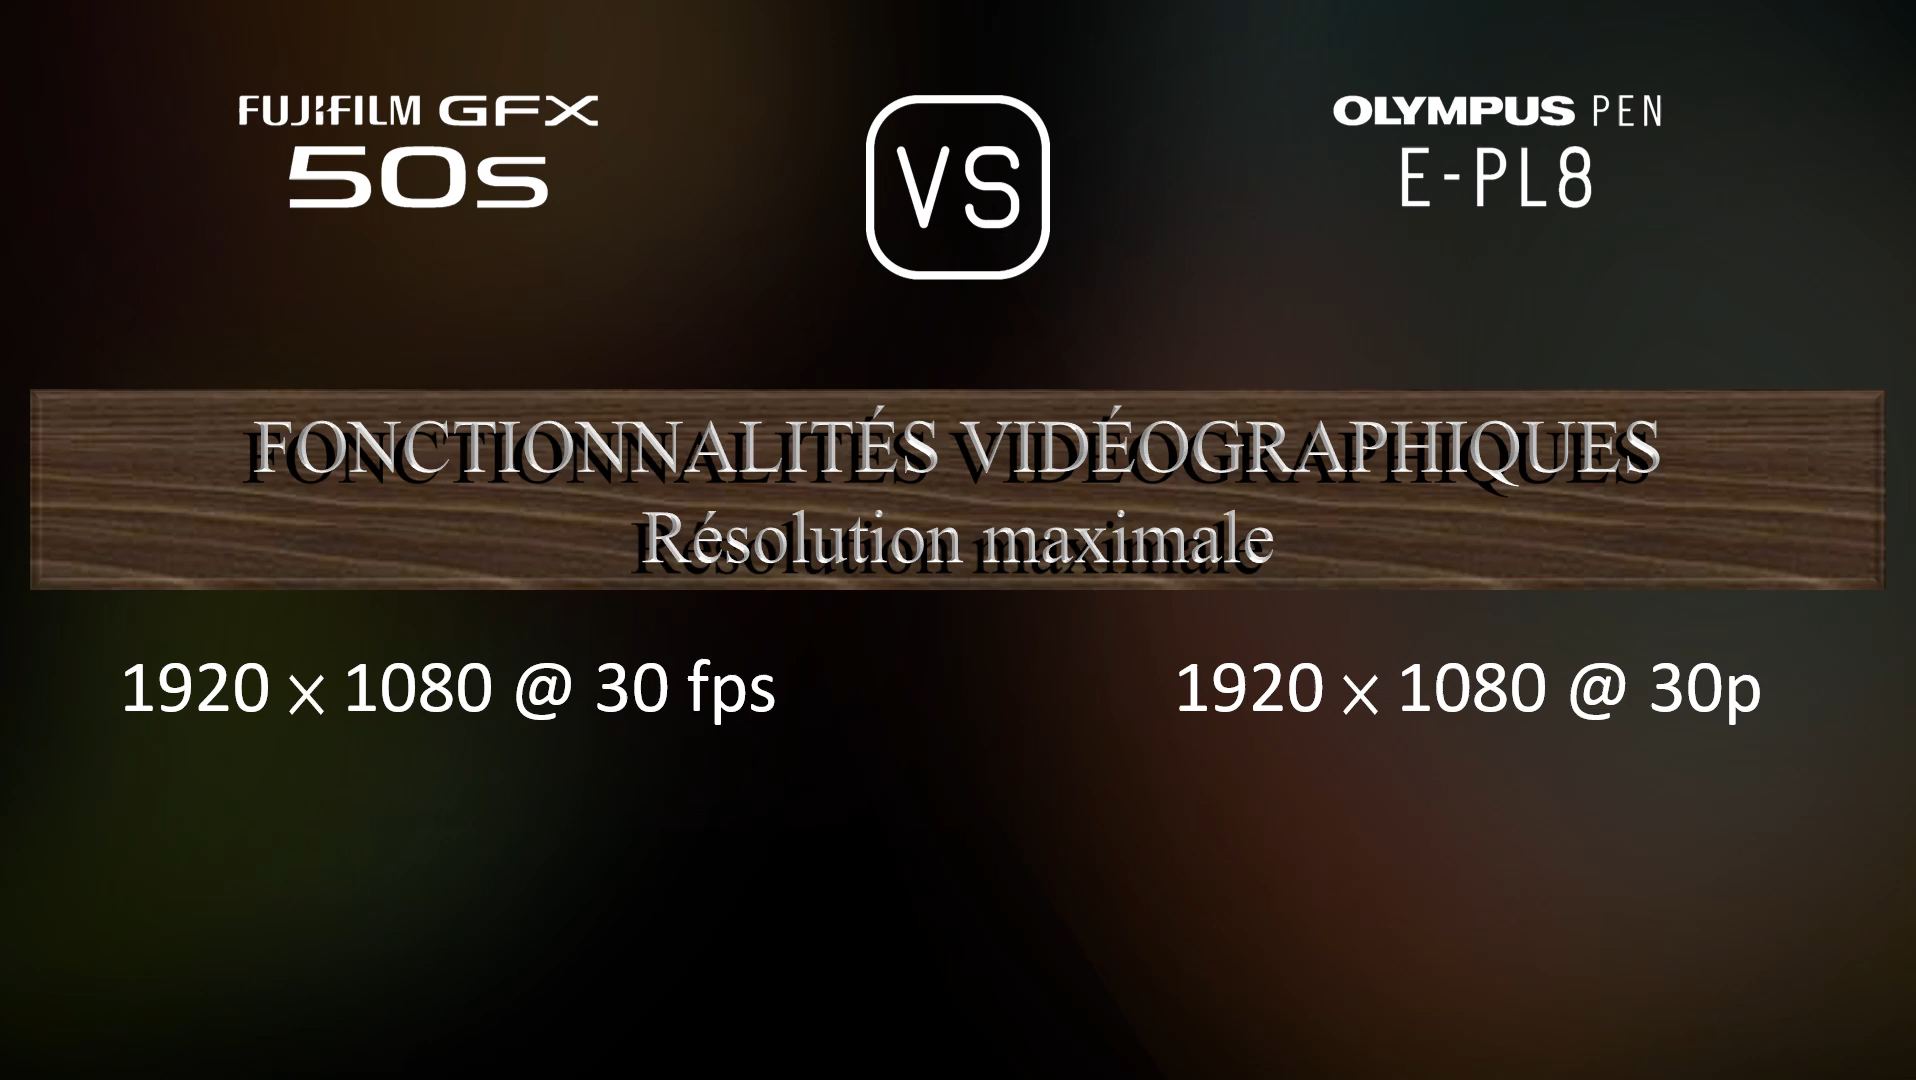 FUJIFILM GFX
50s
VS
OLYMPUS PEN
E-PL8
FONCTIONNALITÉS VIDÉOGRAPHIQUES
Résolution maximale
1920 x 1080 @ 30 fps
1920 x 1080 @ 30p